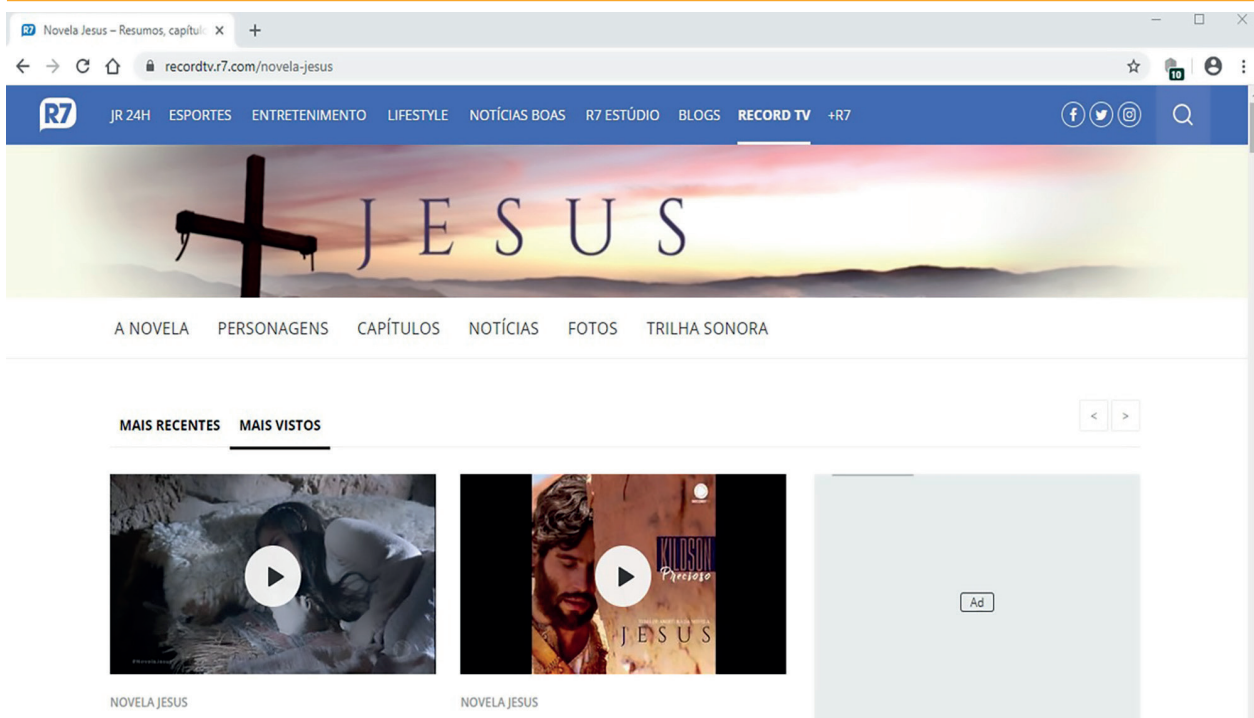 Novela Jesus – Resumos, capítulo
recordtv.r7.com/novela-jesus
10
R7 JR 24H ESPORTES ENTRETENIMENTO LIFESTYLE NOTÍCIAS BOAS R7 ESTÚDIO BLOGS RECORD TV +R7
JESUS
A NOVELA PERSONAGENS CAPÍTULOS NOTÍCIAS FOTOS TRILHA SONORA
MAIS RECENTES MAIS VISTOS < >
KILDSON
Precioso
JESUS
Ad
NOVELA JESUS NOVELA JESUS